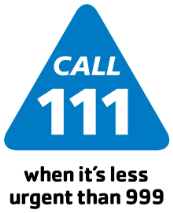 CALL
111
when it's less
urgent than 999